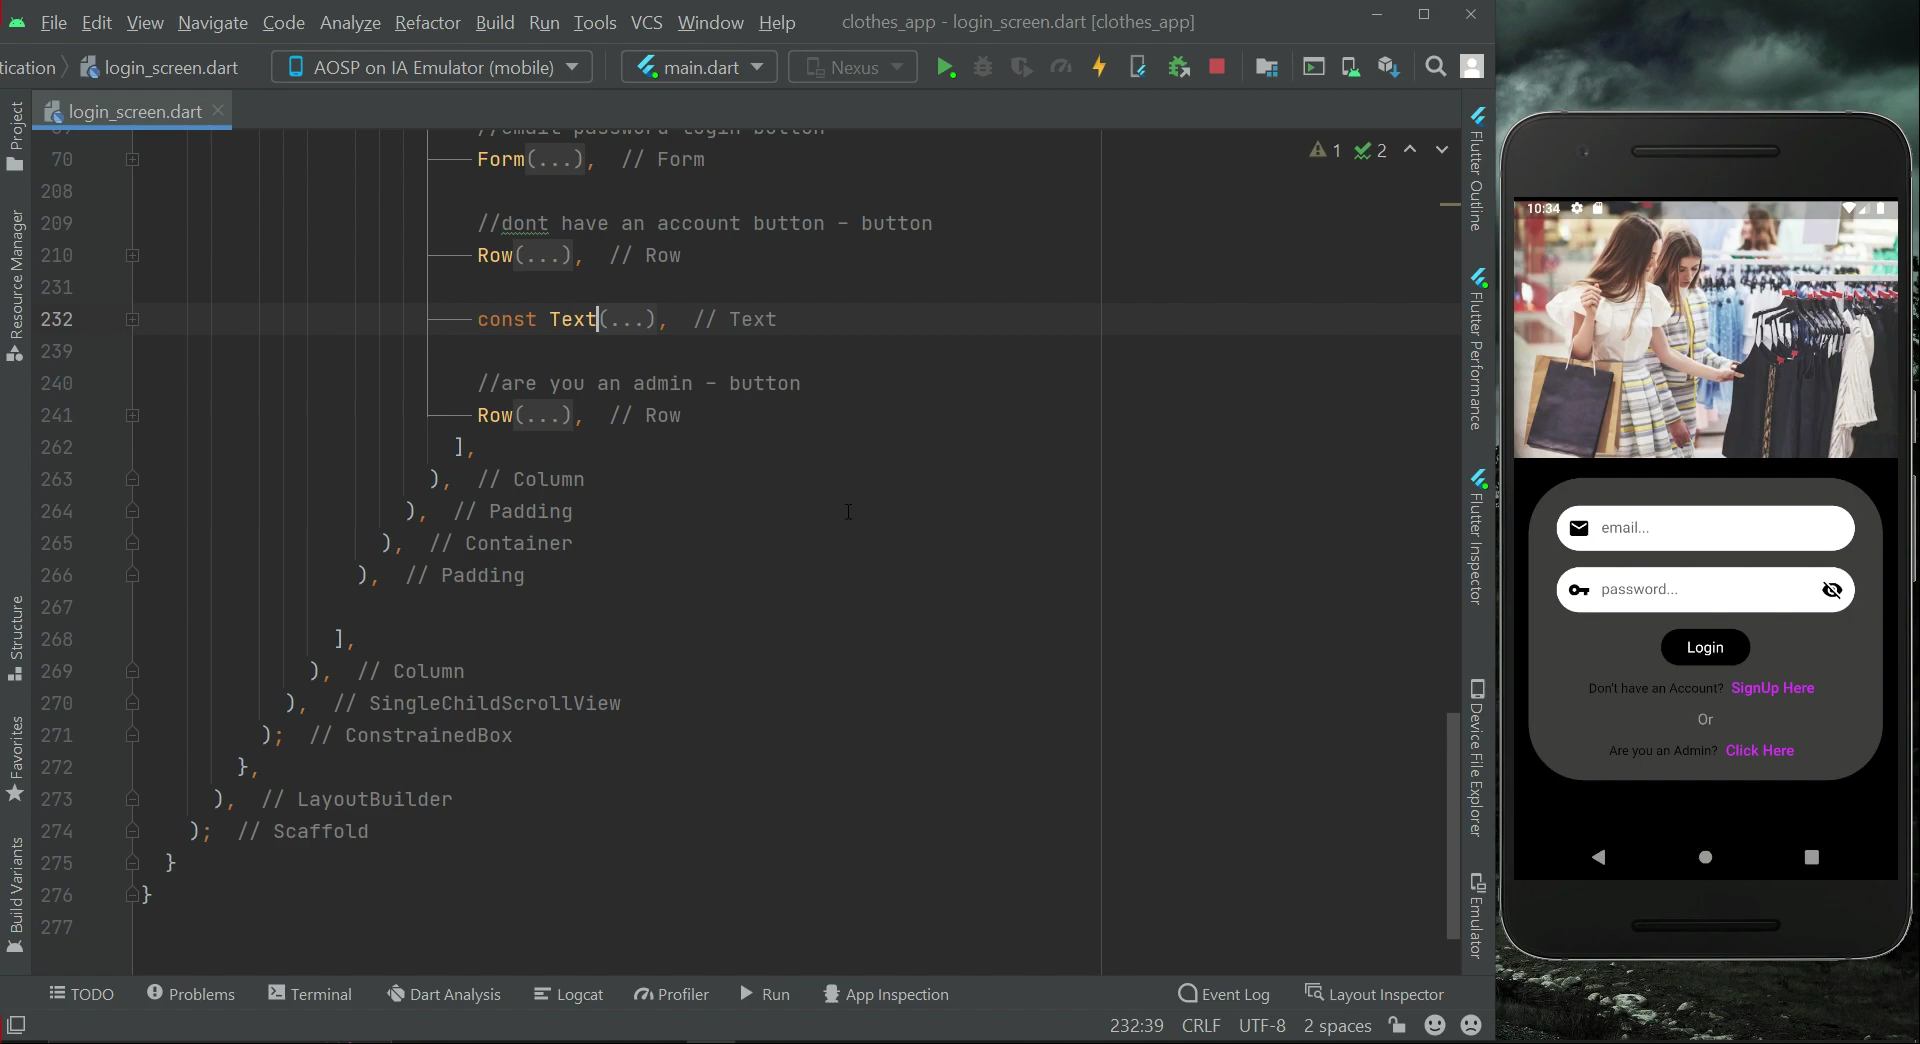 File Edit View Navigate Code Analyze Refactor Build Run Tools VCS Window Help clothes_app - login_screen.dart [clothes_app]
tication login_screen.dart AOSP on IA Emulator (mobile) main.dart Nexus
login_screen.dart
//email password login button
70 Form(...), // Form
1 2
208
209 //dont have an account button - button
210 Row(...), // Row
231
232 const Text(...), // Text
239
240 //are you an admin - button
241 Row(...), // Row
262 ],
263 ), // Column
264 ), // Padding
265 ), // Container
266 ), // Padding
267
268 ],
269 ), // Column
270 ), // SingleChildScrollView
271 ); // ConstrainedBox
272 },
273 ), // LayoutBuilder
274 ); // Scaffold
275 }
276 }
277
Project
Resource Manager
Structure
Favorites
Build Variants
Flutter Outline
Flutter Performance
Flutter Inspector
Device File Explorer
Emulator
TODO Problems Terminal Dart Analysis Logcat Profiler Run App Inspection Event Log Layout Inspector
232:39 CRLF UTF-8 2 spaces
10:34
email...
password...
Login
Don't have an Account? SignUp Here
Or
Are you an Admin? Click Here